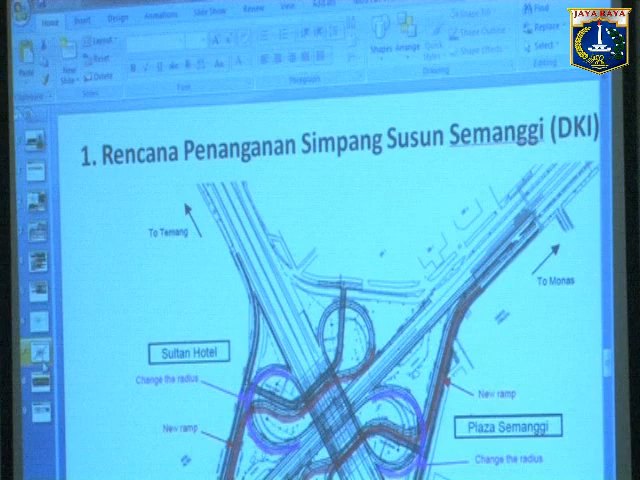 JAYA RAYA
Home Insert Design Animations Slide Show Review View
Layout
Reset
Delete
Paste
New Slide
Slides
Font
Paragraph
Shapes Arrange Quick Styles
Shape Fill
Shape Outline
Shape Effects
Drawing
Find
Replace
Select
Editing
1. Rencana Penanganan Simpang Susun Semanggi (DKI)
To Temang
To Monas
Sultan Hotel
Change the radius
New ramp
New ramp
Plaza Semanggi
Change the radius